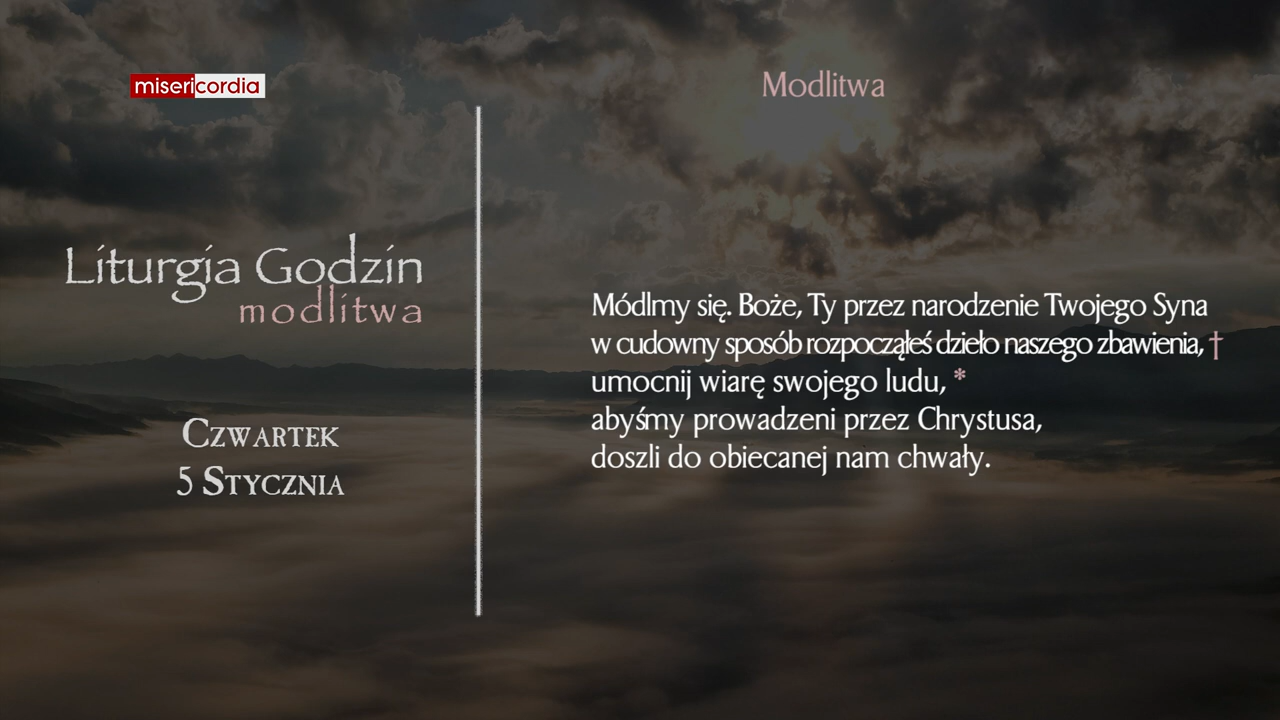 misericordia
Liturgia Godzin
modlitwa
Czwartek
5 Stycznia
Modlitwa
Módlmy się. Boże, Ty przez narodzenie Twojego Syna
w cudowny sposób rozpocząłeś dzieło naszego zbawienia, †
umocnij wiarę swojego ludu, *
abyśmy prowadzeni przez Chrystusa,
doszli do obiecanej nam chwały.